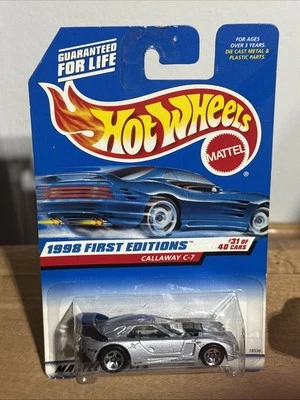 GUARANTEED
FOR LIFE
FOR AGES
OVER 3 YEARS.
DIE CAST METAL &
PLASTIC PARTS.
HOT WHEELS
MATTEL
®
1998 FIRST EDITIONS™
#31 OF
40 CARS
CALLAWAY C-7